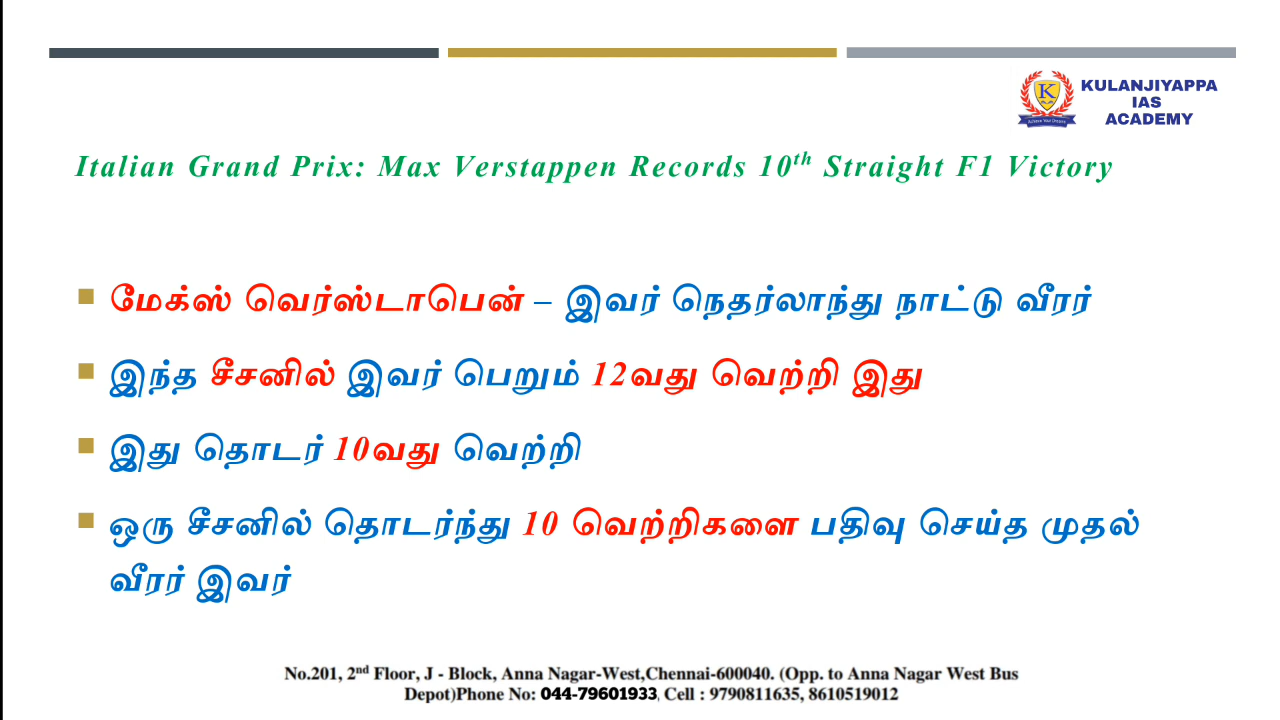 KULANJIYAPPA
IAS
ACADEMY
Italian Grand Prix: Max Verstappen Records 10th Straight F1 Victory
மேக்ஸ் வெர்ஸ்டாபென் – இவர் நெதர்லாந்து நாட்டு வீரர்
இந்த சீசனில் இவர் பெறும் 12வது வெற்றி இது
இது தொடர் 10வது வெற்றி
ஒரு சீசனில் தொடர்ந்து 10 வெற்றிகளை பதிவு செய்த முதல்
வீரர் இவர்
No.201, 2nd Floor, J - Block, Anna Nagar-West,Chennai-600040. (Opp. to Anna Nagar West Bus
Depot)Phone No: 044-79601933, Cell : 9790811635, 8610519012